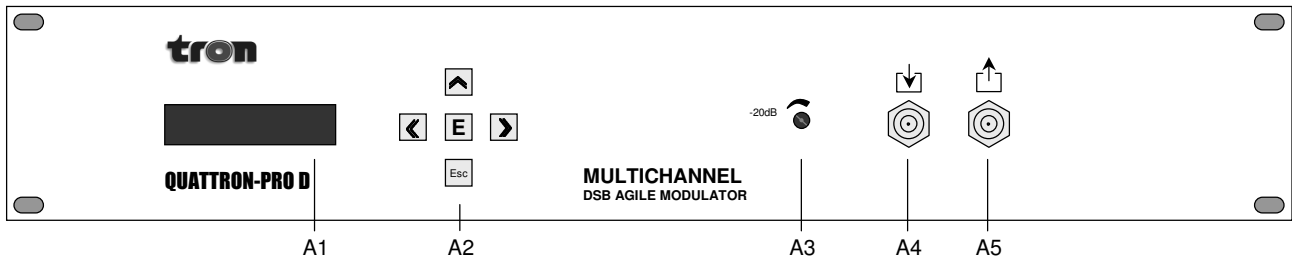 tron
-20dB
E
Esc
QUATTRON-PRO D
MULTICHANNEL
DSB AGILE MODULATOR
A1
A2
A3
A4
A5